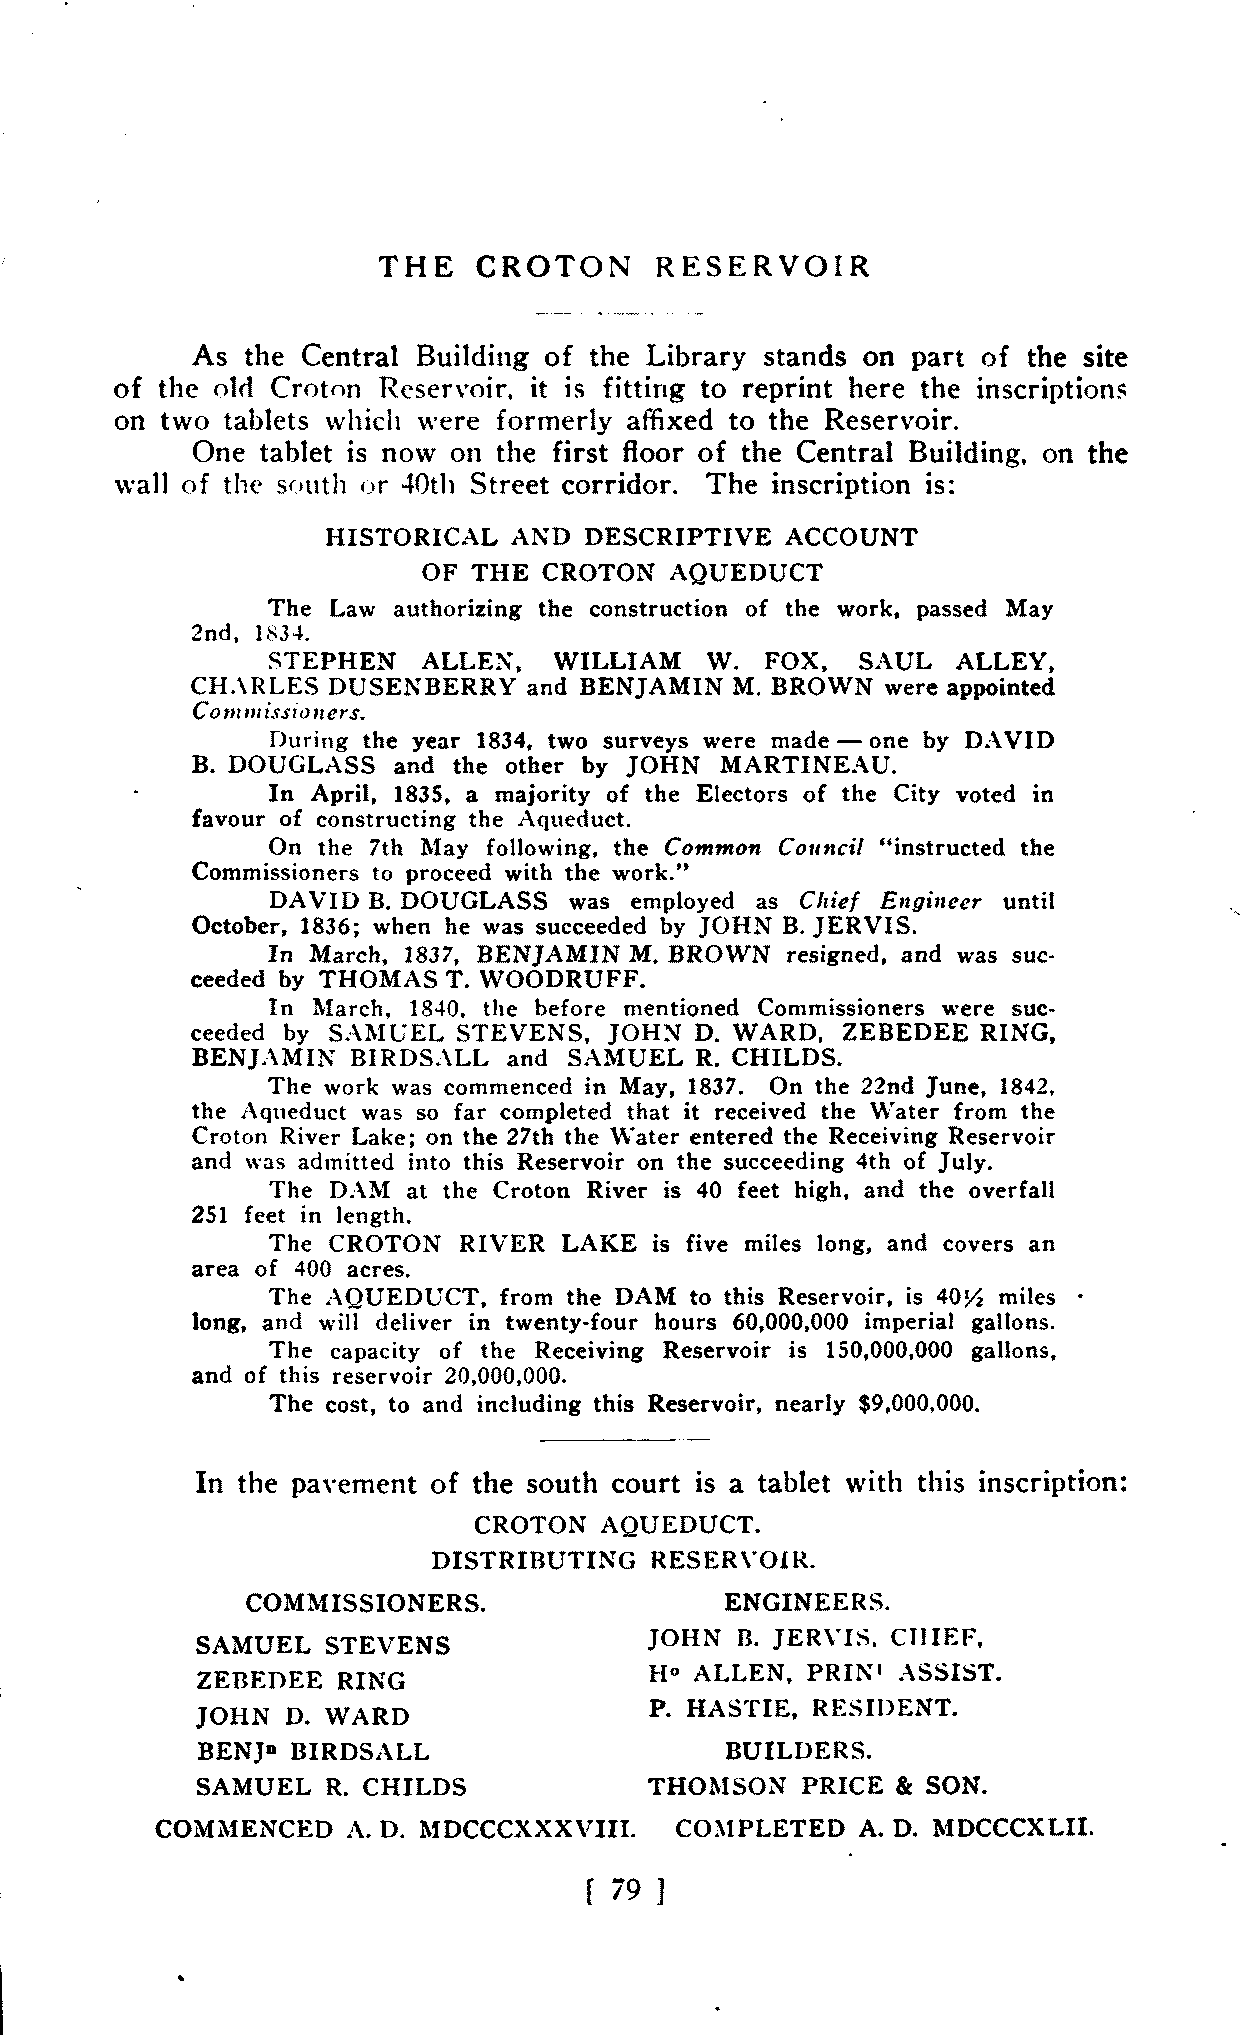 THE CROTON RESERVOIR
As the Central Building of the Library stands on part of the site
of the old Croton Reservoir, it is fitting to reprint here the inscriptions
on two tablets which were formerly affixed to the Reservoir.
One tablet is now on the first floor of the Central Building, on the
wall of the south or 40th Street corridor. The inscription is:
HISTORICAL AND DESCRIPTIVE ACCOUNT
OF THE CROTON AQUEDUCT
The Law authorizing the construction of the work, passed May
2nd, 1834.
STEPHEN ALLEN, WILLIAM W. FOX, SAUL ALLEY,
CHARLES DUSENBERRY and BENJAMIN M. BROWN were appointed
Commissioners.
During the year 1834, two surveys were made — one by DAVID
B. DOUGLASS and the other by JOHN MARTINEAU.
In April, 1835, a majority of the Electors of the City voted in
favour of constructing the Aqueduct.
On the 7th May following, the Common Council "instructed the
Commissioners to proceed with the work."
DAVID B. DOUGLASS was employed as Chief Engineer until
October, 1836; when he was succeeded by JOHN B. JERVIS.
In March, 1837, BENJAMIN M. BROWN resigned, and was suc-
ceeded by THOMAS T. WOODRUFF.
In March, 1840, the before mentioned Commissioners were suc-
ceeded by SAMUEL STEVENS, JOHN D. WARD, ZEBEDEE RING,
BENJAMIN BIRDSALL and SAMUEL R. CHILDS.
The work was commenced in May, 1837. On the 22nd June, 1842,
the Aqueduct was so far completed that it received the Water from the
Croton River Lake; on the 27th the Water entered the Receiving Reservoir
and was admitted into this Reservoir on the succeeding 4th of July.
The DAM at the Croton River is 40 feet high, and the overfall
251 feet in length.
The CROTON RIVER LAKE is five miles long, and covers an
area of 400 acres.
The AQUEDUCT, from the DAM to this Reservoir, is 40½ miles
long, and will deliver in twenty-four hours 60,000,000 imperial gallons.
The capacity of the Receiving Reservoir is 150,000,000 gallons,
and of this reservoir 20,000,000.
The cost, to and including this Reservoir, nearly $9,000,000.
In the pavement of the south court is a tablet with this inscription:
CROTON AQUEDUCT.
DISTRIBUTING RESERVOIR.
COMMISSIONERS.
SAMUEL STEVENS
ZEBEDEE RING
JOHN D. WARD
BENJⁿ BIRDSALL
SAMUEL R. CHILDS
ENGINEERS.
JOHN B. JERVIS, CHIEF,
Hº ALLEN, PRINˡ ASSIST.
P. HASTIE, RESIDENT.
BUILDERS.
THOMSON PRICE & SON.
COMMENCED A. D. MDCCCXXXVIII. COMPLETED A. D. MDCCCXLII.
[ 79 ]